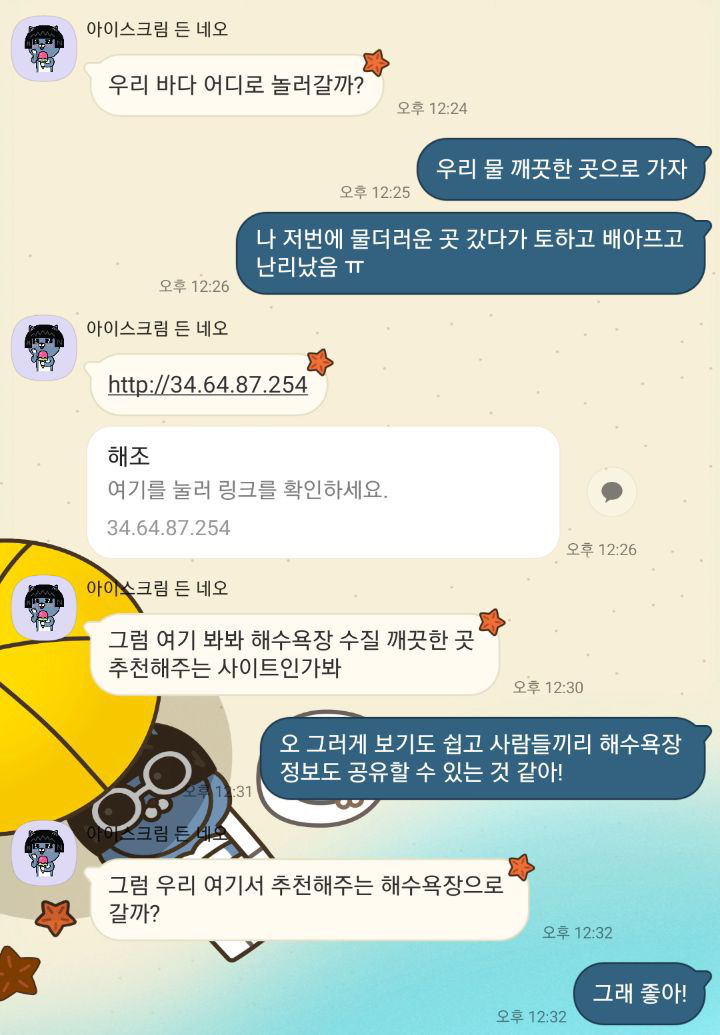 아이스크림 든 네오
우리 바다 어디로 놀러갈까?
오후 12:24
우리 물 깨끗한 곳으로 가자
오후 12:25
나 저번에 물더러운 곳 갔다가 토하고 배아프고
난리났음 ㅠ
오후 12:26
아이스크림 든 네오
http://34.64.87.254
해조
여기를 눌러 링크를 확인하세요.
34.64.87.254
오후 12:26
아이스크림 든 네오
그럼 여기 봐봐 해수욕장 수질 깨끗한 곳
추천해주는 사이트인가봐
오후 12:30
오 그러게 보기도 쉽고 사람들끼리 해수욕장
정보도 공유할 수 있는 것 같아!
오후 12:31
아이스크림 든 네오
그럼 우리 여기서 추천해주는 해수욕장으로
갈까?
오후 12:32
그래 좋아!
오후 12:32